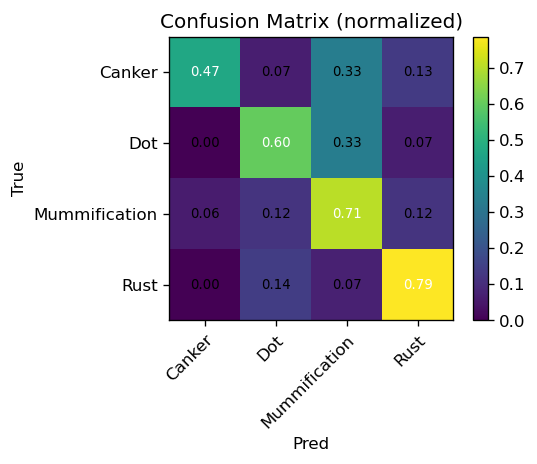 Confusion Matrix (normalized)
True
Canker 0.47 0.07 0.33 0.13
Dot 0.00 0.60 0.33 0.07
Mummification 0.06 0.12 0.71 0.12
Rust 0.00 0.14 0.07 0.79
Canker Dot Mummification Rust
Pred
0.7
0.6
0.5
0.4
0.3
0.2
0.1
0.0